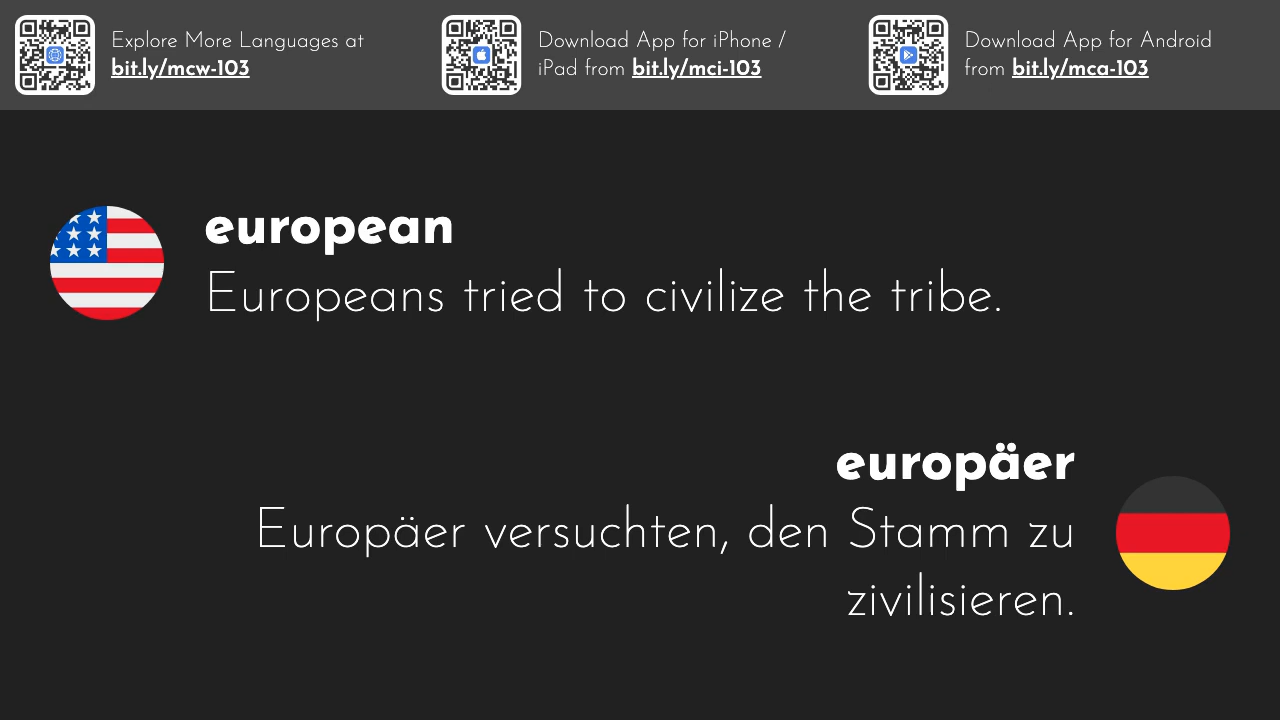 Explore More Languages at
bit.ly/mcw-103
Download App for iPhone /
iPad from bit.ly/mci-103
Download App for Android
from bit.ly/mca-103
european
Europeans tried to civilize the tribe.
europäer
Europäer versuchten, den Stamm zu
zivilisieren.